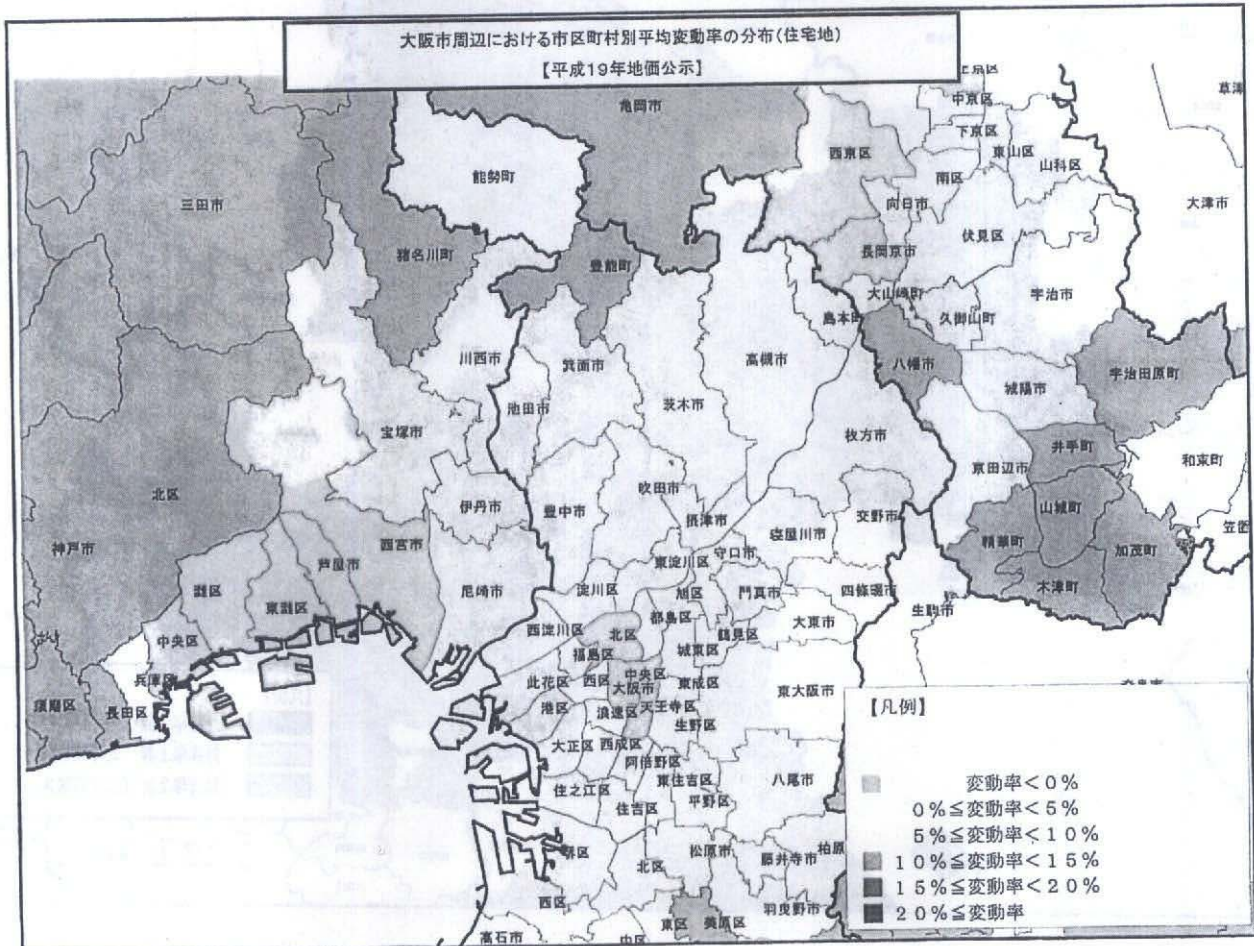 大阪市周辺における市区町村別平均変動率の分布(住宅地)
【平成19年地価公示】
亀岡市
中京区
下京区
西京区
東山区
山科区
能勢町
南区
三田市
向日市
大津市
伏見区
猪名川町
豊能町
長岡京市
大山崎町
宇治市
島本町
久御山町
川西市
高槻市
箕面市
八幡市
宇治田原町
城陽市
池田市
茨木市
宝塚市
枚方市
井手町
京田辺市
和束町
北区
吹田市
伊丹市
豊中市
摂津市
交野市
山城町
寝屋川市
神戸市
西宮市
精華町
加茂町
芦屋市
東淀川区
守口市
木津町
灘区
尼崎市
淀川区
旭区
門真市
四條畷市
東灘区
生駒市
都島区
大東市
中央区
西淀川区
北区
鶴見区
福島区
城東区
兵庫区
此花区
西区
中央区
東成区
東大阪市
須磨区
長田区
大阪市
港区
浪速区
天王寺区
生野区
大正区
西成区
阿倍野区
東住吉区
八尾市
住之江区
住吉区
平野区
堺区
北区
松原市
藤井寺市
柏原
西区
羽曳野市
東区
美原区
高石市
中区
【凡例】
変動率<0%
0%≦変動率<5%
5%≦変動率<10%
10%≦変動率<15%
15%≦変動率<20%
20%≦変動率